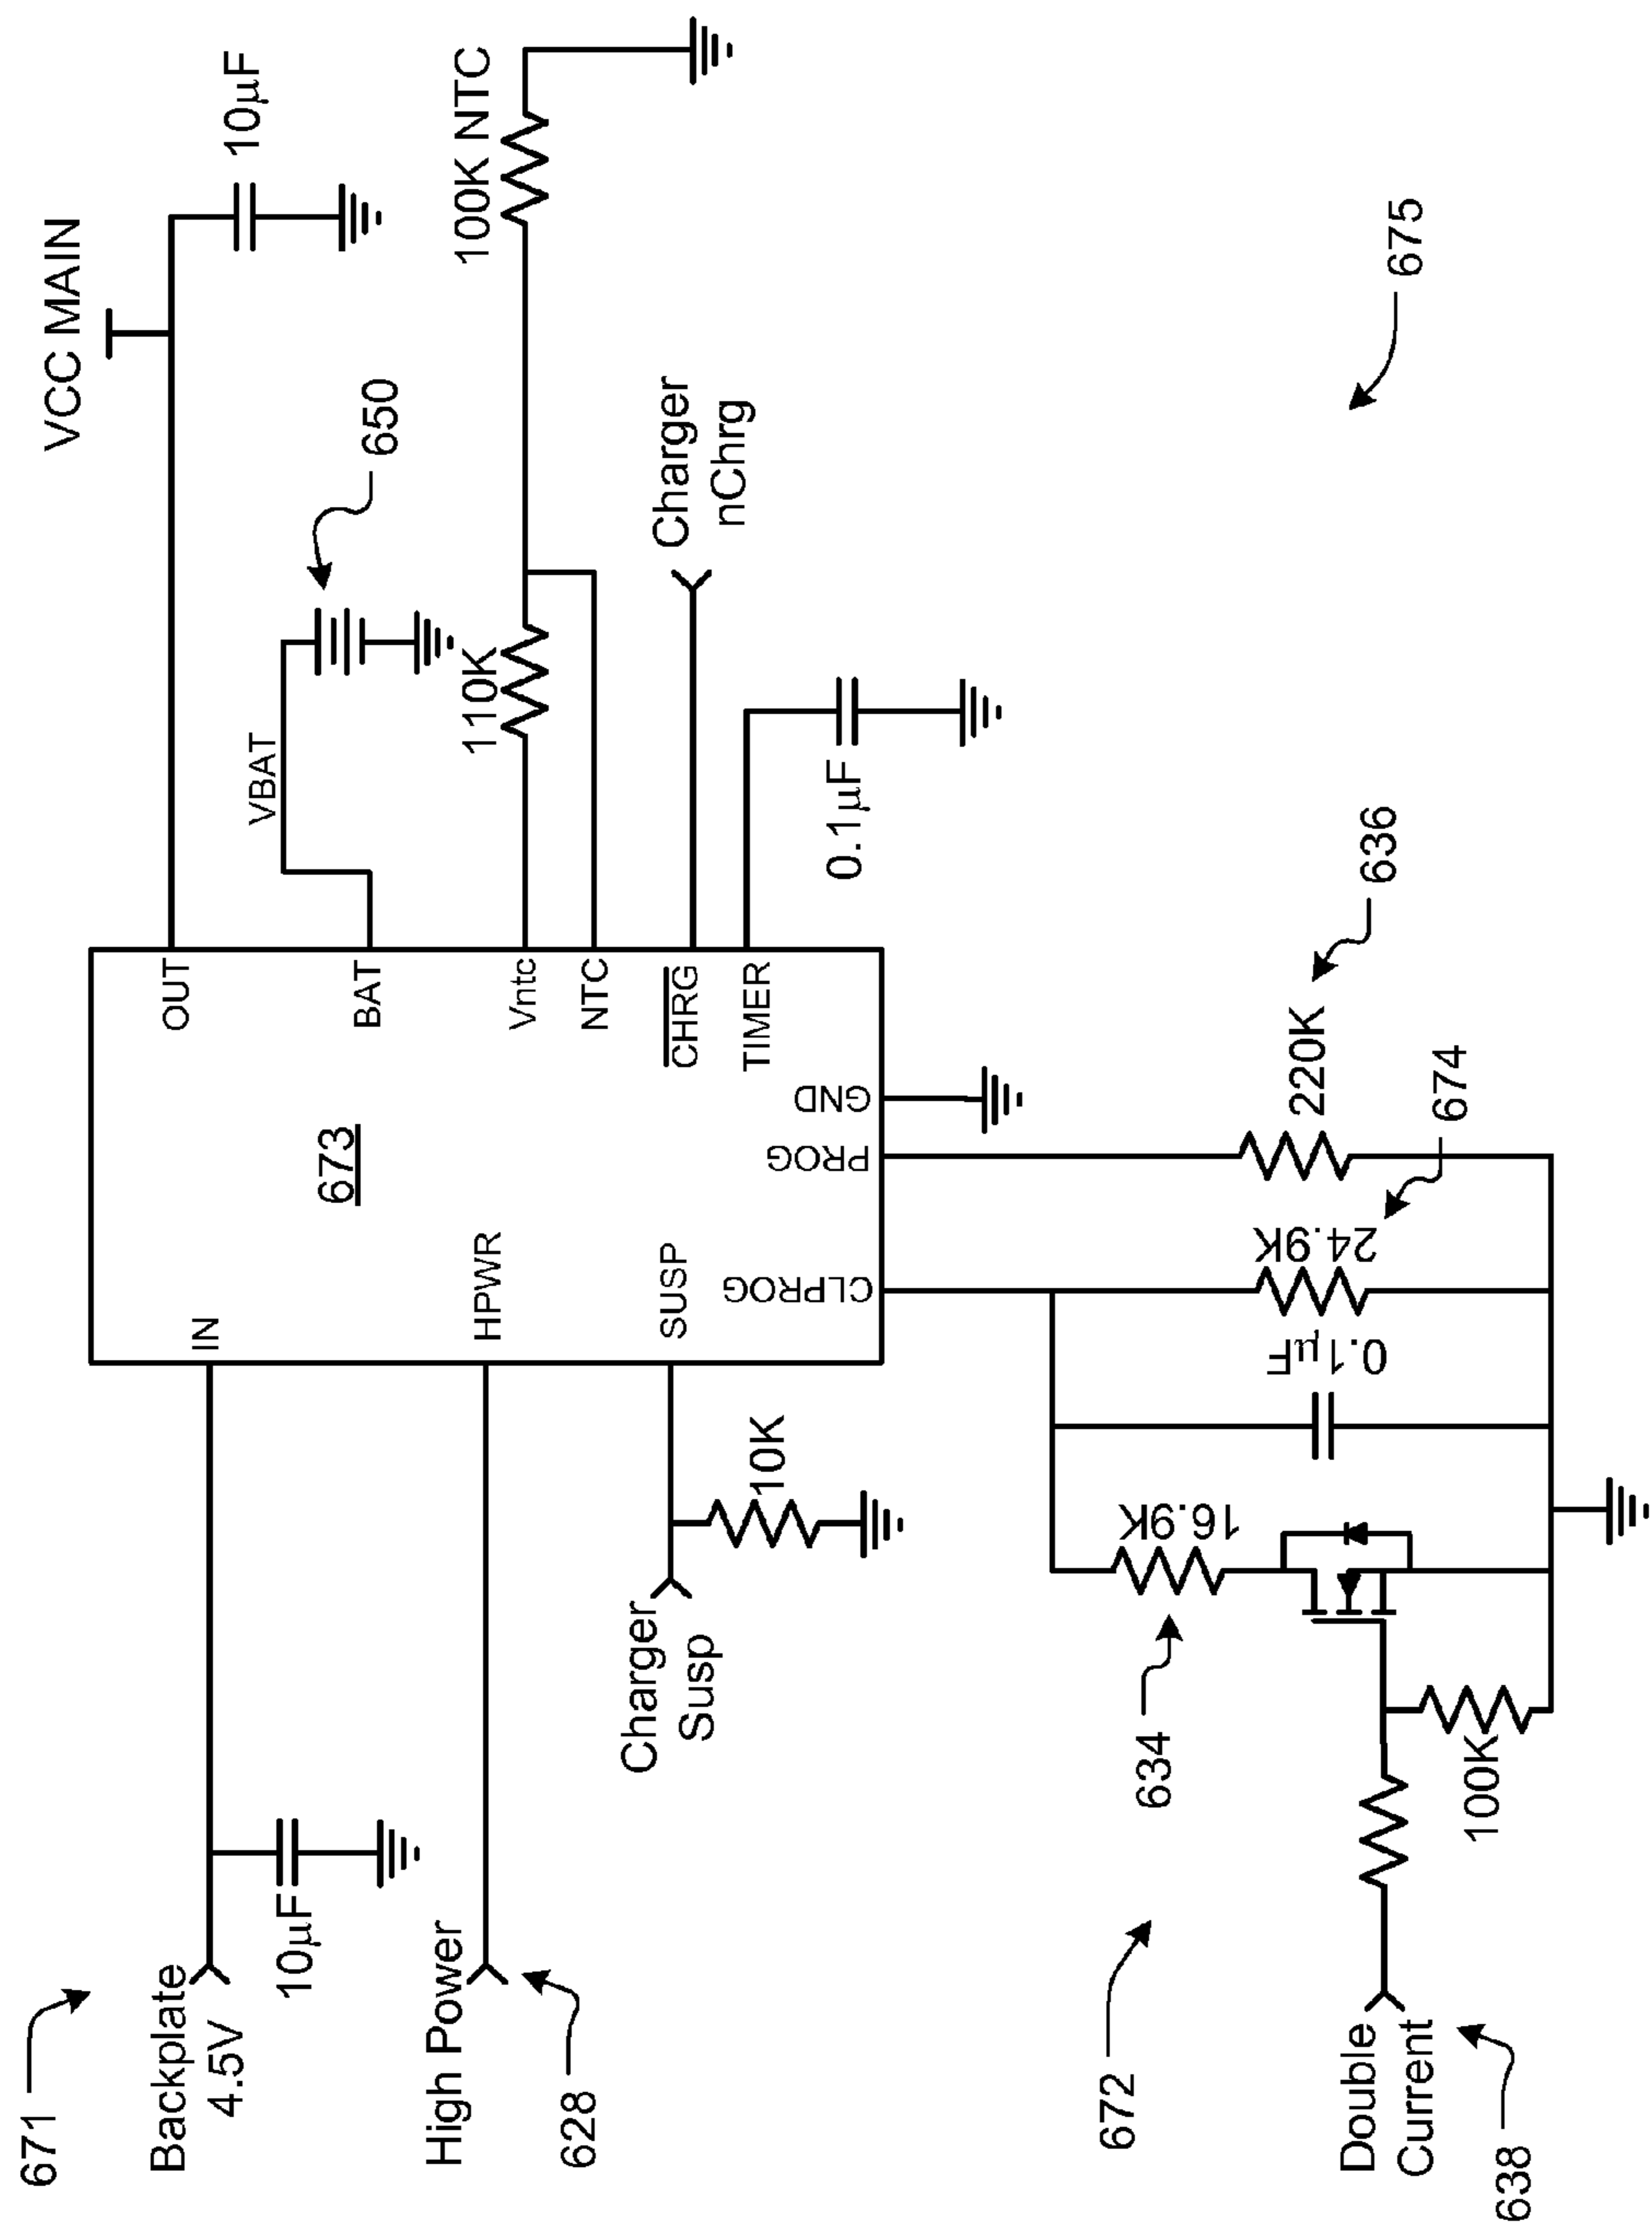 671
Backplate
4.5V
10μF
High Power
628
Charger
Susp
10K
IN
HPWR
SUSP
673
CLPROG
PROG
GND
OUT
BAT
Vntc
NTC
CHRG
TIMER
VCC MAIN
10μF
VBAT
650
110K
100K NTC
Charger
nChrg
0.1μF
672
634
16.9K
0.1μF
24.9K
674
220K
636
Double
Current
638
100K
675